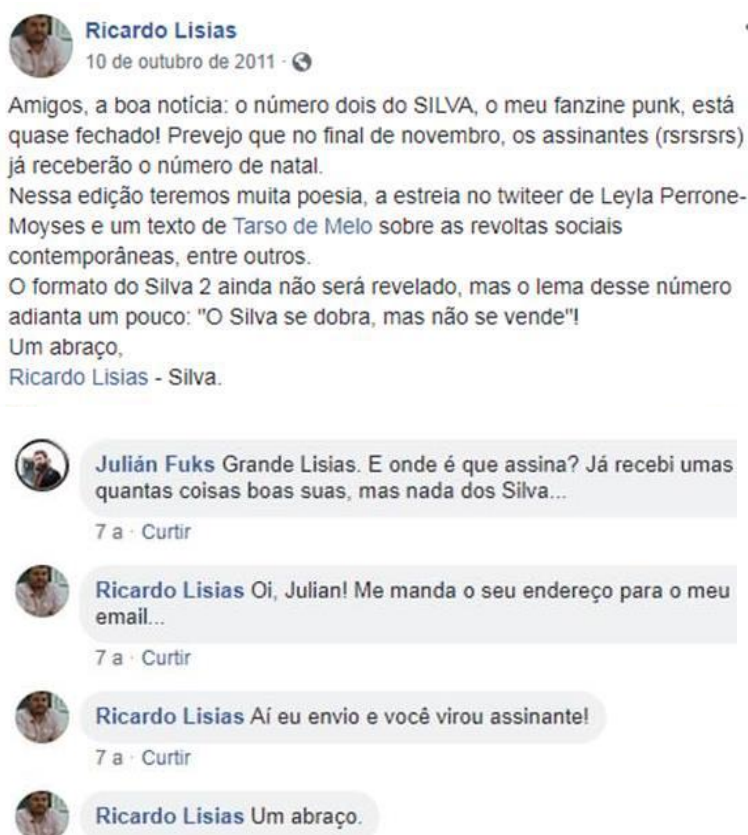 Ricardo Lisias
10 de outubro de 2011 ·
Amigos, a boa notícia: o número dois do SILVA, o meu fanzine punk, está
quase fechado! Prevejo que no final de novembro, os assinantes (rsrsrsrs)
já receberão o número de natal.
Nessa edição teremos muita poesia, a estreia no twiteer de Leyla Perrone-
Moyses e um texto de Tarso de Melo sobre as revoltas sociais
contemporâneas, entre outros.
O formato do Silva 2 ainda não será revelado, mas o lema desse número
adianta um pouco: "O Silva se dobra, mas não se vende"!
Um abraço,
Ricardo Lisias - Silva.
Julián Fuks Grande Lisias. E onde é que assina? Já recebi umas
quantas coisas boas suas, mas nada dos Silva...
7 a · Curtir
Ricardo Lisias Oi, Julian! Me manda o seu endereço para o meu
email...
7 a · Curtir
Ricardo Lisias Aí eu envio e você virou assinante!
7 a · Curtir
Ricardo Lisias Um abraço.